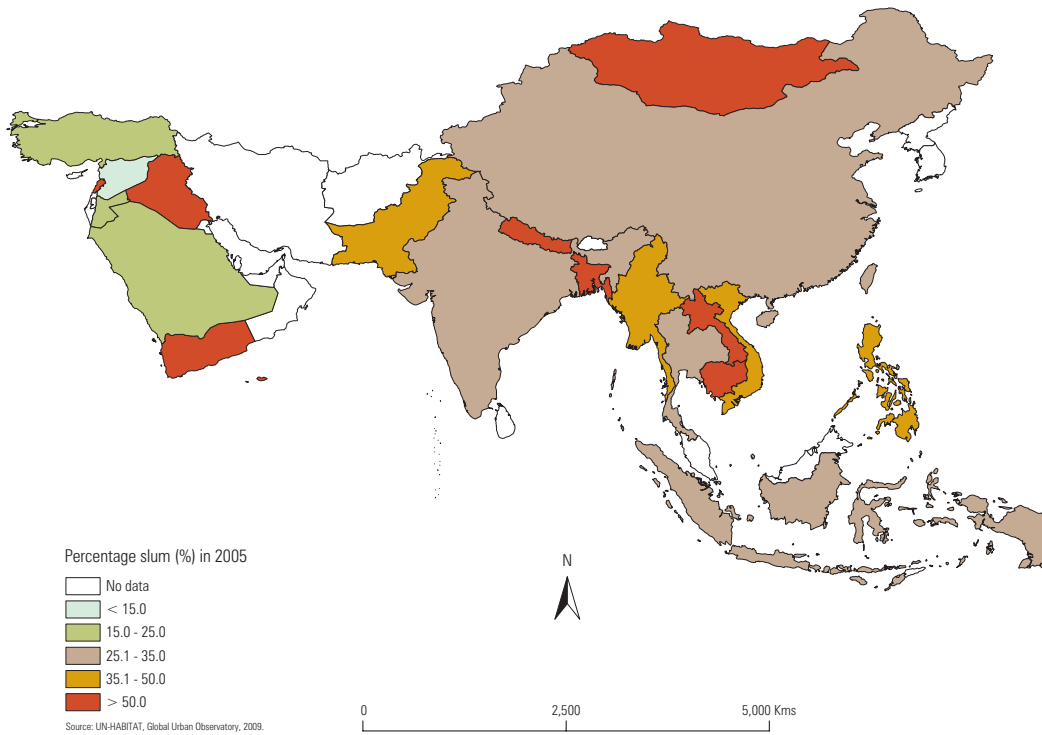 Percentage slum (%) in 2005
No data
< 15.0
15.0 - 25.0
25.1 - 35.0
35.1 - 50.0
> 50.0
Source: UN-HABITAT, Global Urban Observatory, 2009.
N
0 2,500 5,000 Kms